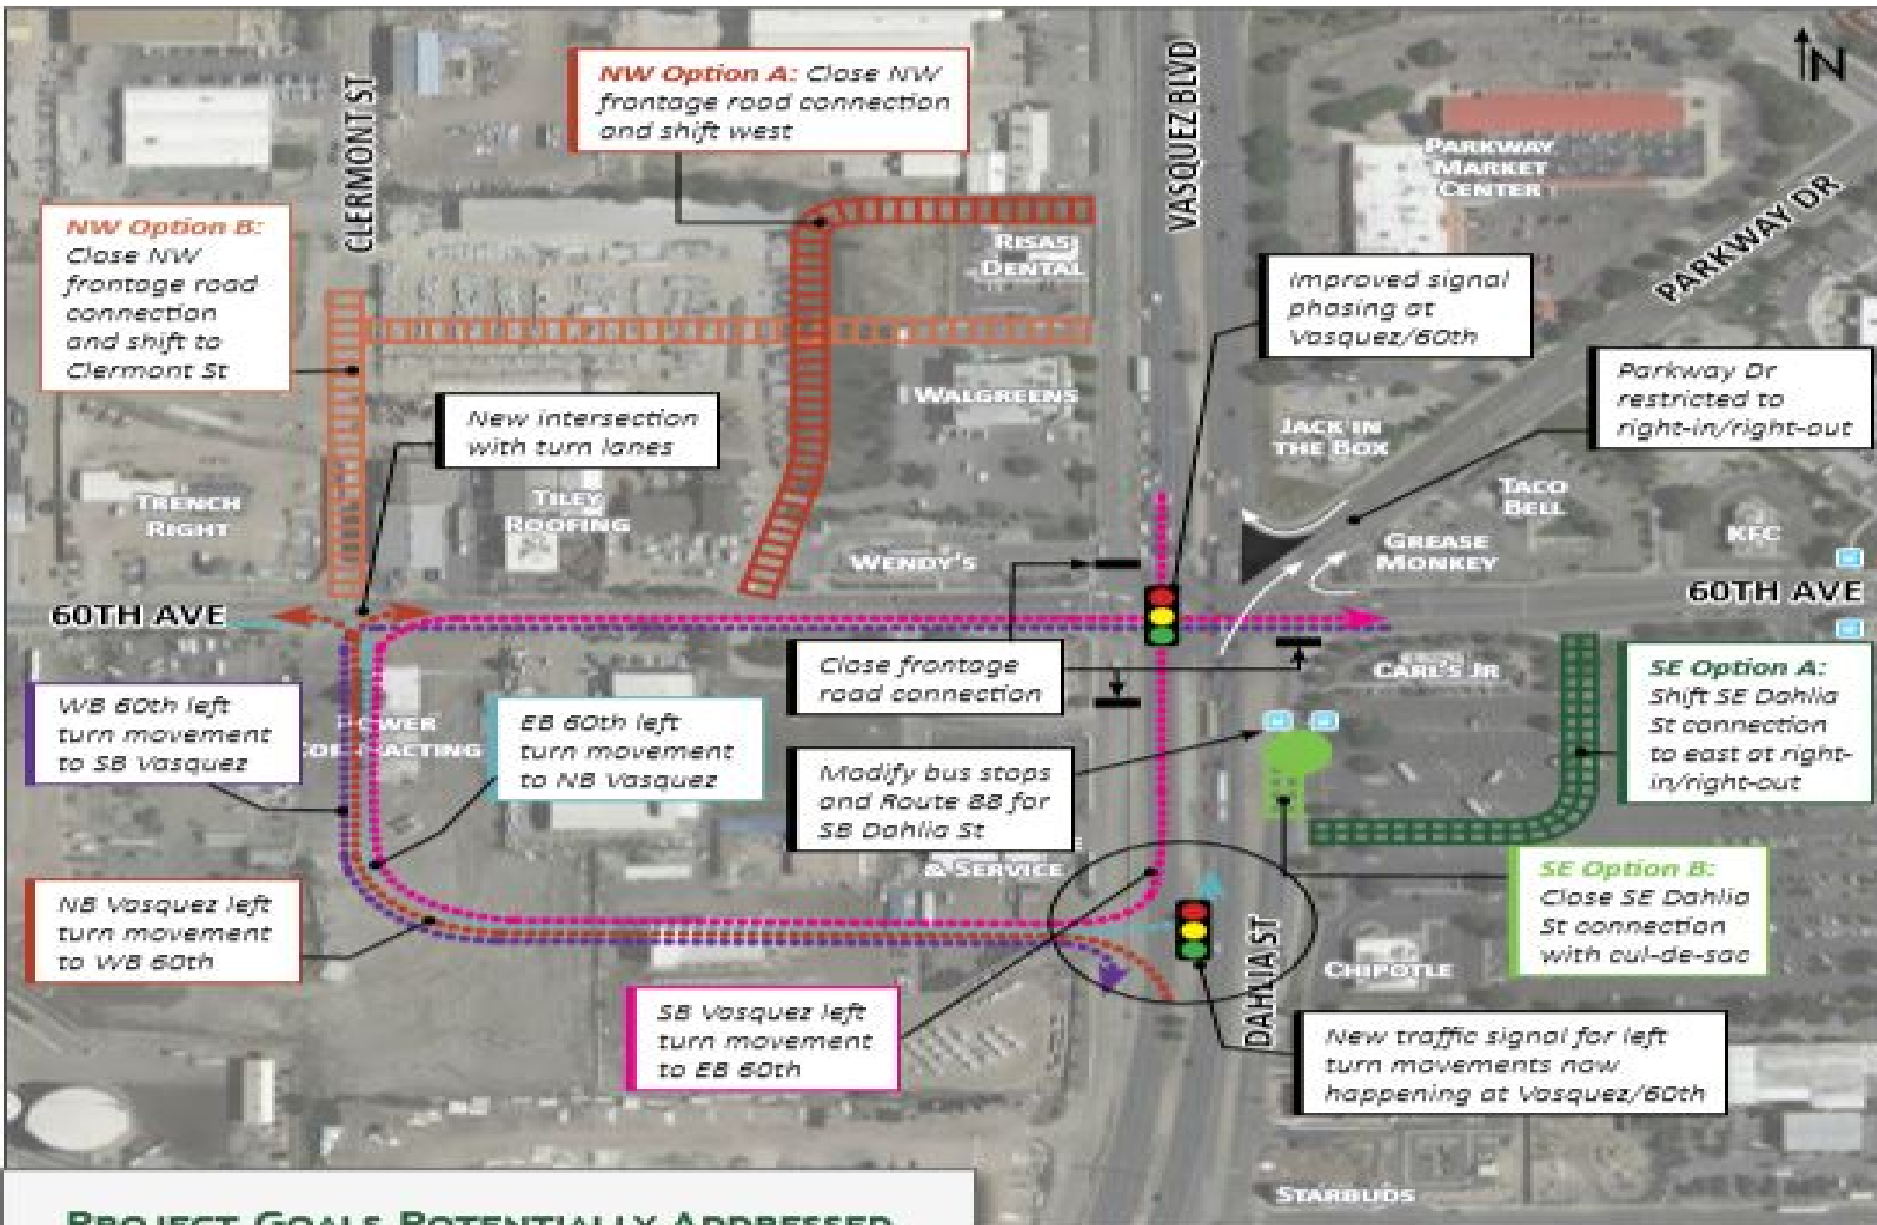 NW Option A: Close NW
frontage road connection
and shift west
CLERMONT ST
VASQUEZ BLVD
N
PARKWAY
MARKET
CENTER
PARKWAY DR
NW Option B:
Close NW
frontage road
connection
and shift to
Clermont St
RISAS
DENTAL
Improved signal
phasing at
Vasquez/60th
Parkway Dr
restricted to
right-in/right-out
New intersection
with turn lanes
WALGREENS
JACK IN
THE BOX
TRENCH
RIGHT
TILEY
ROOFING
TACO
BELL
WENDY'S
GREASE
MONKEY
KFC
60TH AVE
60TH AVE
Close frontage
road connection
CARL'S JR
SE Option A:
Shift SE Dahlia
St connection
to east at right-
in/right-out
WB 60th left
turn movement
to SB Vasquez
EB 60th left
turn movement
to NB Vasquez
Modify bus stops
and Route 88 for
SB Dahlia St
& SERVICE
SE Option B:
Close SE Dahlia
St connection
with cul-de-sac
NB Vasquez left
turn movement
to WB 60th
DAHLIA ST
CHIPOTLE
SB Vasquez left
turn movement
to EB 60th
New traffic signal for left
turn movements now
happening at Vasquez/60th
STARBUDS
PROJECT GOALS POTENTIALLY ADDRESSED